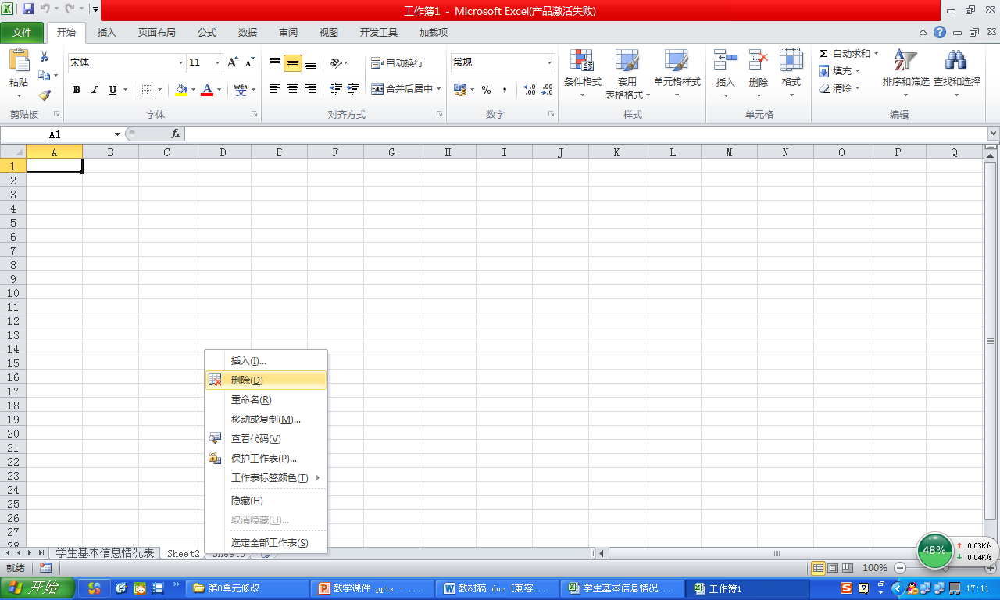 工作簿1 - Microsoft Excel(产品激活失败)
文件 开始 插入 页面布局 公式 数据 审阅 视图 开发工具 加载项
宋体 11 常规
粘贴
自动换行
合并后居中
B I U A wén 文 %
条件格式 套用表格格式 单元格样式
插入 删除 格式
Σ 自动求和
填充
清除
排序和筛选 查找和选择
剪贴板 字体 对齐方式 数字 样式 单元格 编辑
A1 fx
A B C D E F G H I J K L M N O P Q
1
2
3
4
5
6
7
8
9
10
11
12
13
14
15
16
17
18
19
20
21
22
23
24
25
26
27
28
插入(I)...
删除(D)
重命名(R)
移动或复制(M)...
查看代码(V)
保护工作表(P)...
工作表标签颜色(T)
隐藏(H)
取消隐藏(U)...
选定全部工作表(S)
学生基本信息情况表 Sheet2 Sheet3
48% 0.03K/s
0.04K/s
就绪 100%
开始 第8单元修改 教学课件.pptx - ... 教材稿.doc [兼容... 学生基本信息情况... 工作簿1 17:11